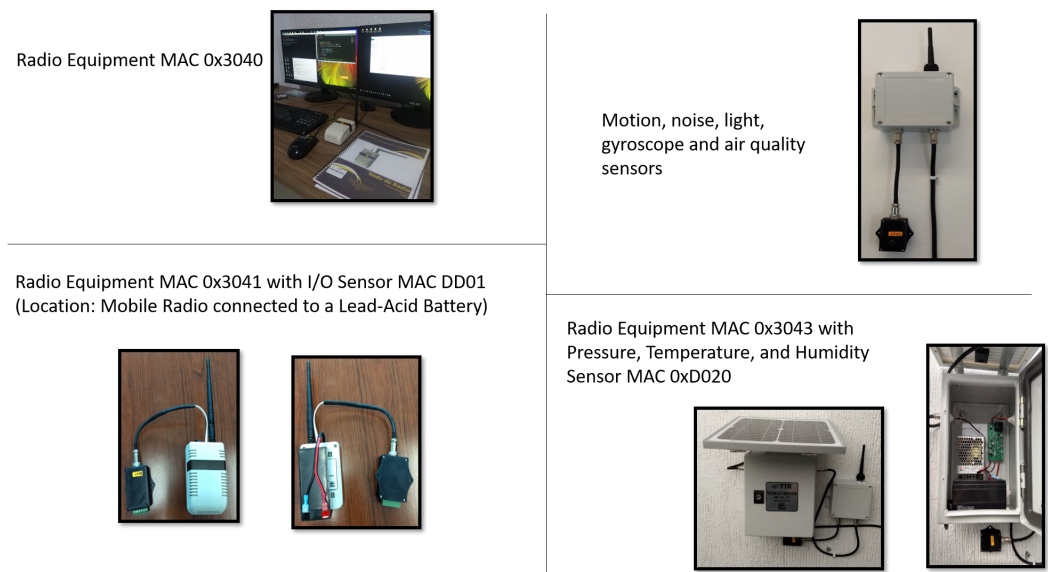 Radio Equipment MAC 0x3040
Motion, noise, light,
gyroscope and air quality
sensors
Radio Equipment MAC 0x3041 with I/O Sensor MAC DD01
(Location: Mobile Radio connected to a Lead-Acid Battery)
Radio Equipment MAC 0x3043 with
Pressure, Temperature, and Humidity
Sensor MAC 0xD020